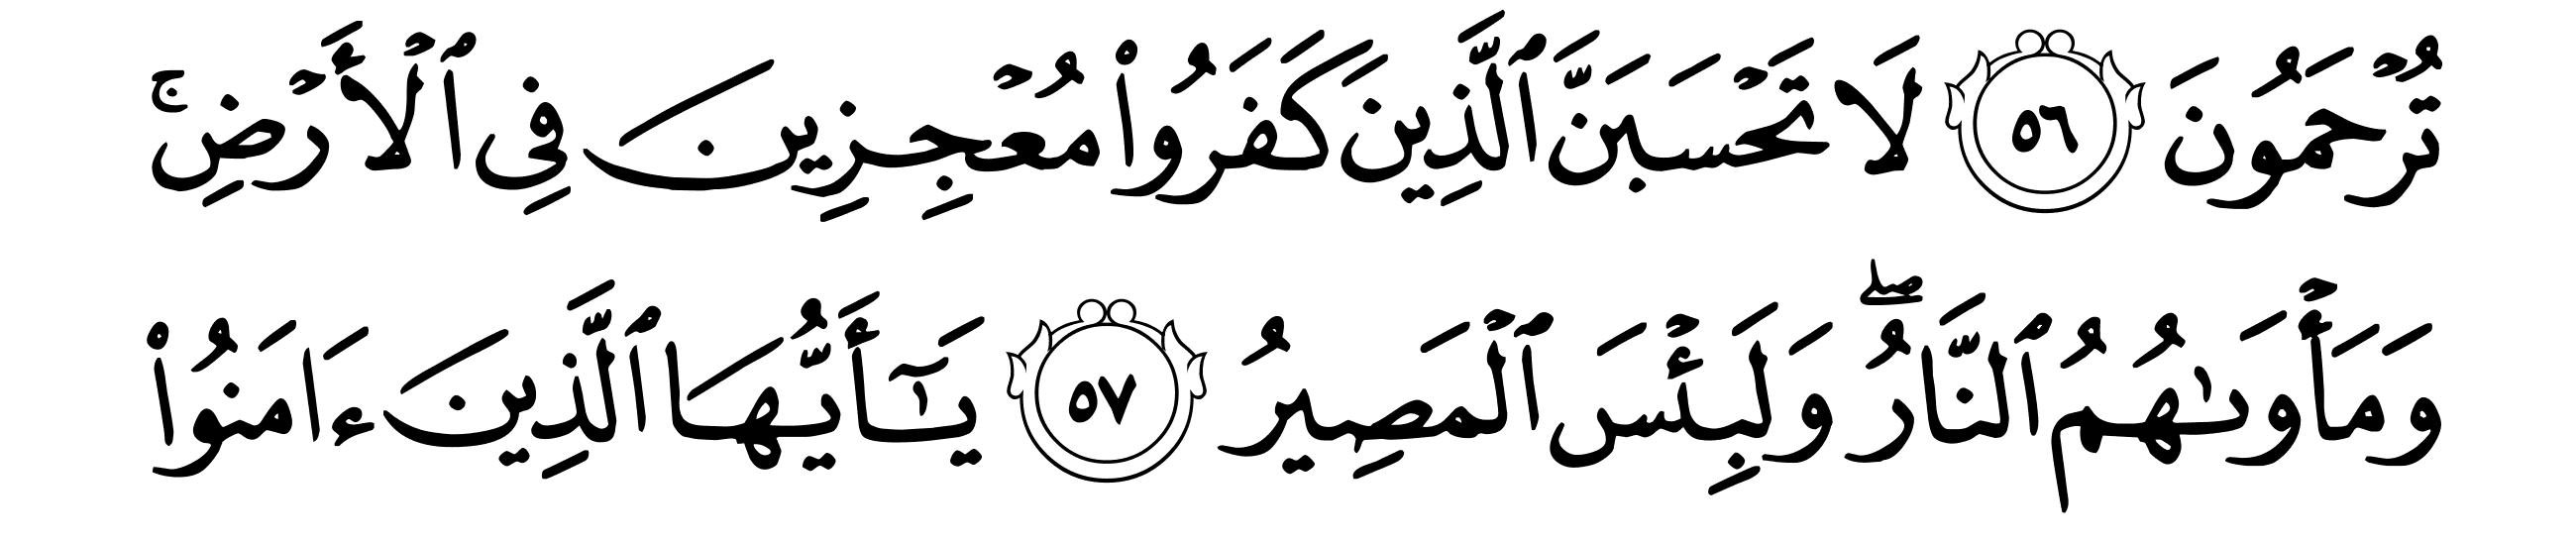 تُرْحَمُونَ ٥٦ لَا تَحْسَبَنَّ ٱلَّذِينَ كَفَرُوا۟ مُعْجِزِينَ فِى ٱلْأَرْضِ ۚ
وَمَأْوَىٰهُمُ ٱلنَّارُ ۖ وَلَبِئْسَ ٱلْمَصِيرُ ٥٧ يَـٰٓأَيُّهَا ٱلَّذِينَ ءَامَنُوا۟